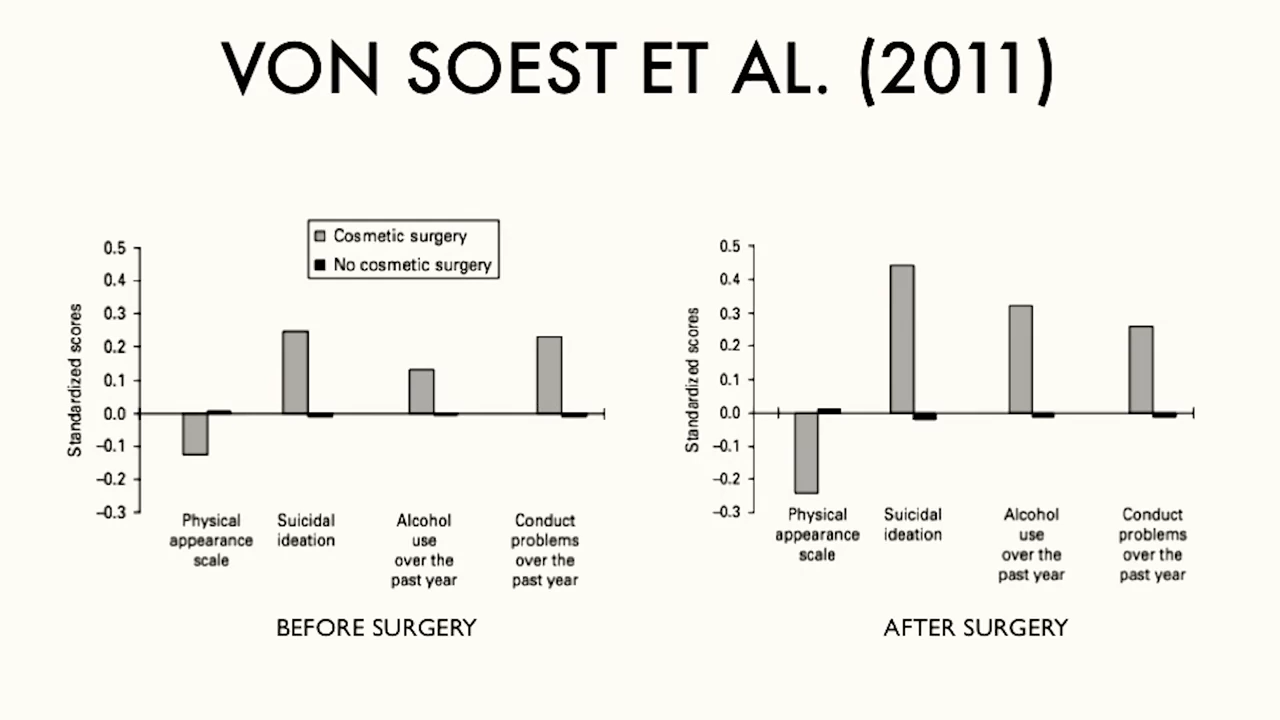 VON SOEST ET AL. (2011)
Cosmetic surgery
No cosmetic surgery
Standardized scores
0.5
0.4
0.3
0.2
0.1
0.0
–0.1
–0.2
–0.3
Physical
appearance
scale
Suicidal
ideation
Alcohol
use
over the
past year
Conduct
problems
over the
past year
BEFORE SURGERY
Standardized scores
0.5
0.4
0.3
0.2
0.1
0.0
–0.1
–0.2
–0.3
Physical
appearance
scale
Suicidal
ideation
Alcohol
use
over the
past year
Conduct
problems
over the
past year
AFTER SURGERY